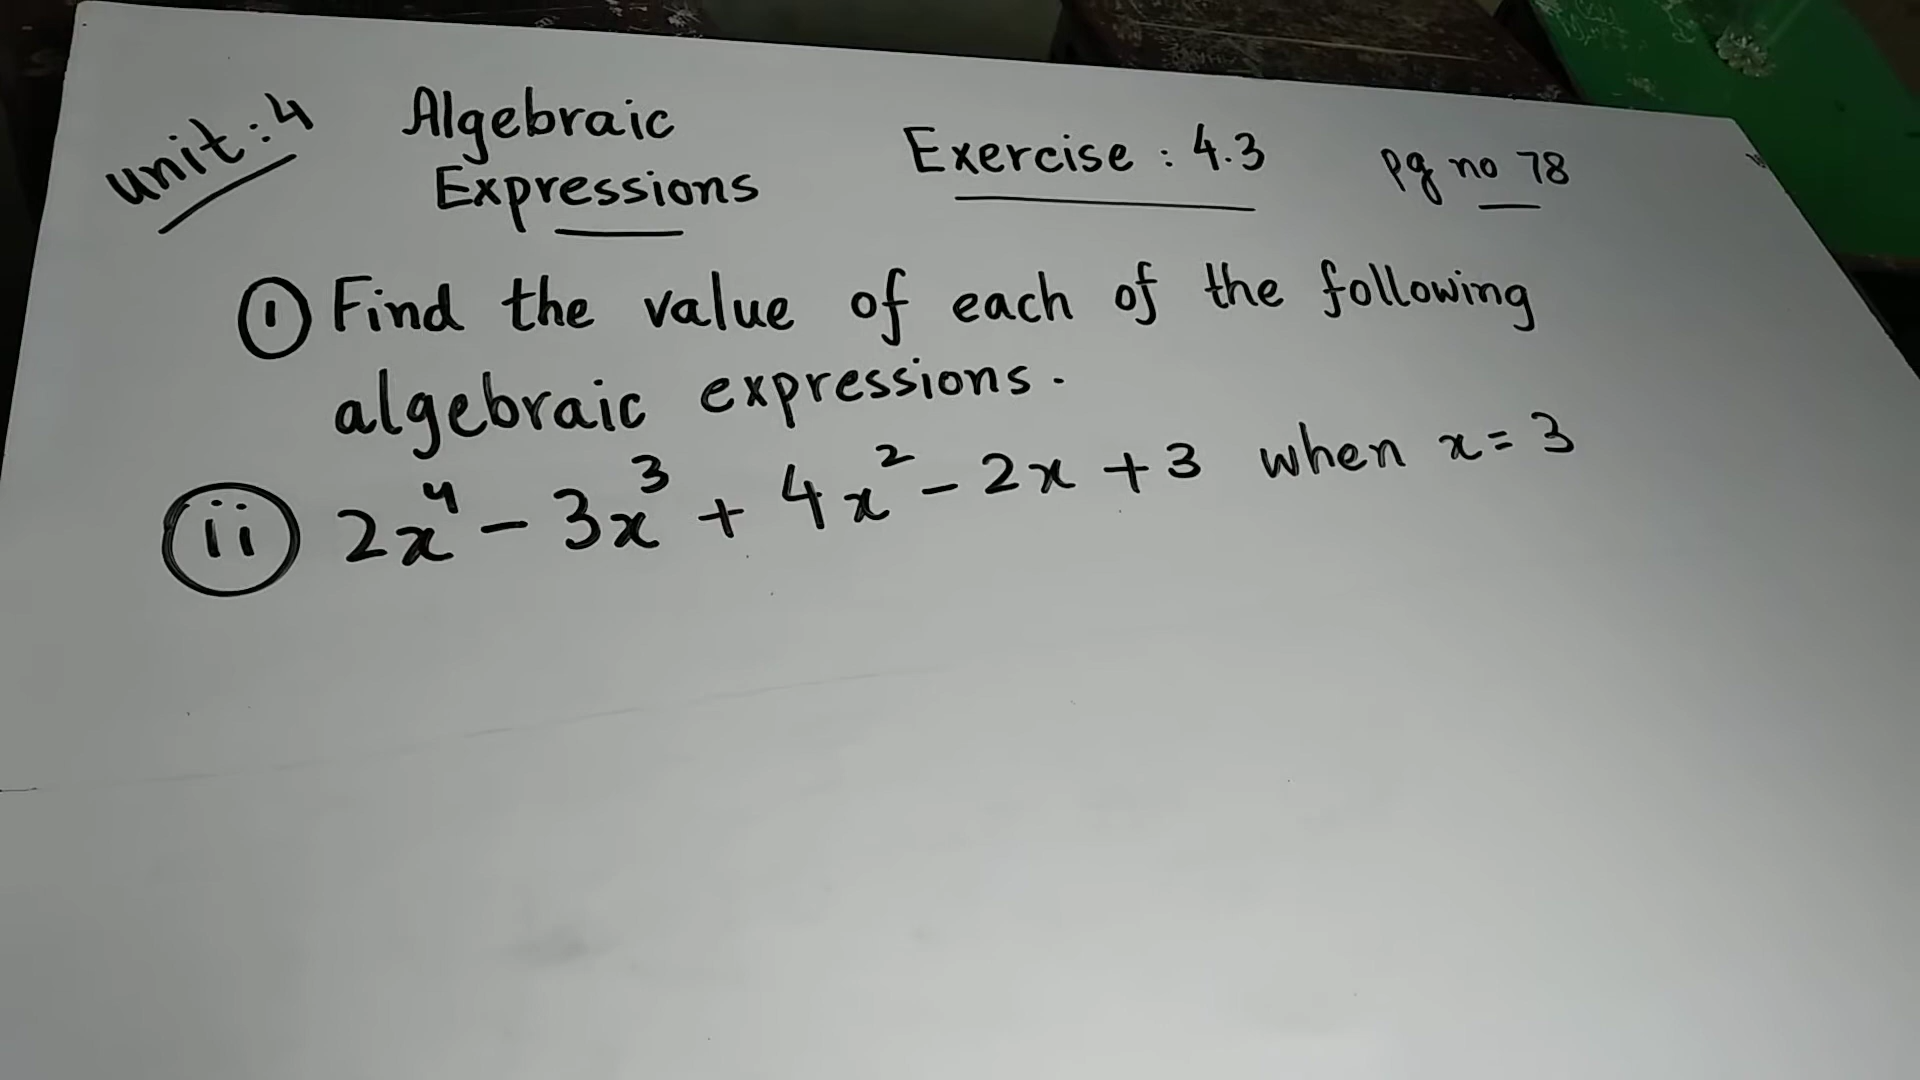 unit:4 Algebraic Exercise : 4.3 pg no 78
Expressions
① Find the value of each of the following
algebraic expressions.
ii 2x⁴ - 3x³ + 4x² - 2x + 3 when x = 3